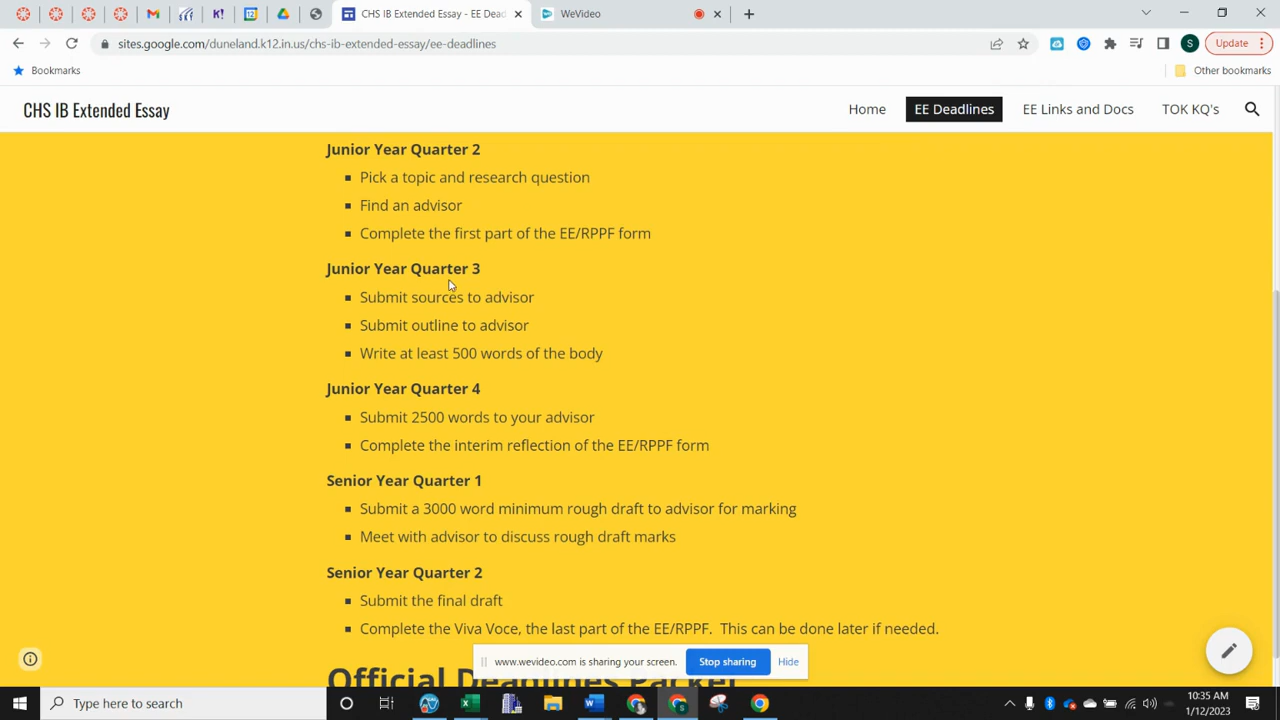 CHS IB Extended Essay - EE Dead
WeVideo
sites.google.com/duneland.k12.in.us/chs-ib-extended-essay/ee-deadlines
S
Update
Bookmarks
Other bookmarks
CHS IB Extended Essay
Home
EE Deadlines
EE Links and Docs
TOK KQ's
Junior Year Quarter 2
Pick a topic and research question
Find an advisor
Complete the first part of the EE/RPPF form
Junior Year Quarter 3
Submit sources to advisor
Submit outline to advisor
Write at least 500 words of the body
Junior Year Quarter 4
Submit 2500 words to your advisor
Complete the interim reflection of the EE/RPPF form
Senior Year Quarter 1
Submit a 3000 word minimum rough draft to advisor for marking
Meet with advisor to discuss rough draft marks
Senior Year Quarter 2
Submit the final draft
Complete the Viva Voce, the last part of the EE/RPPF. This can be done later if needed.
www.wevideo.com is sharing your screen.
Stop sharing
Hide
Official Deadlines Packet
Type here to search
10:35 AM
1/12/2023